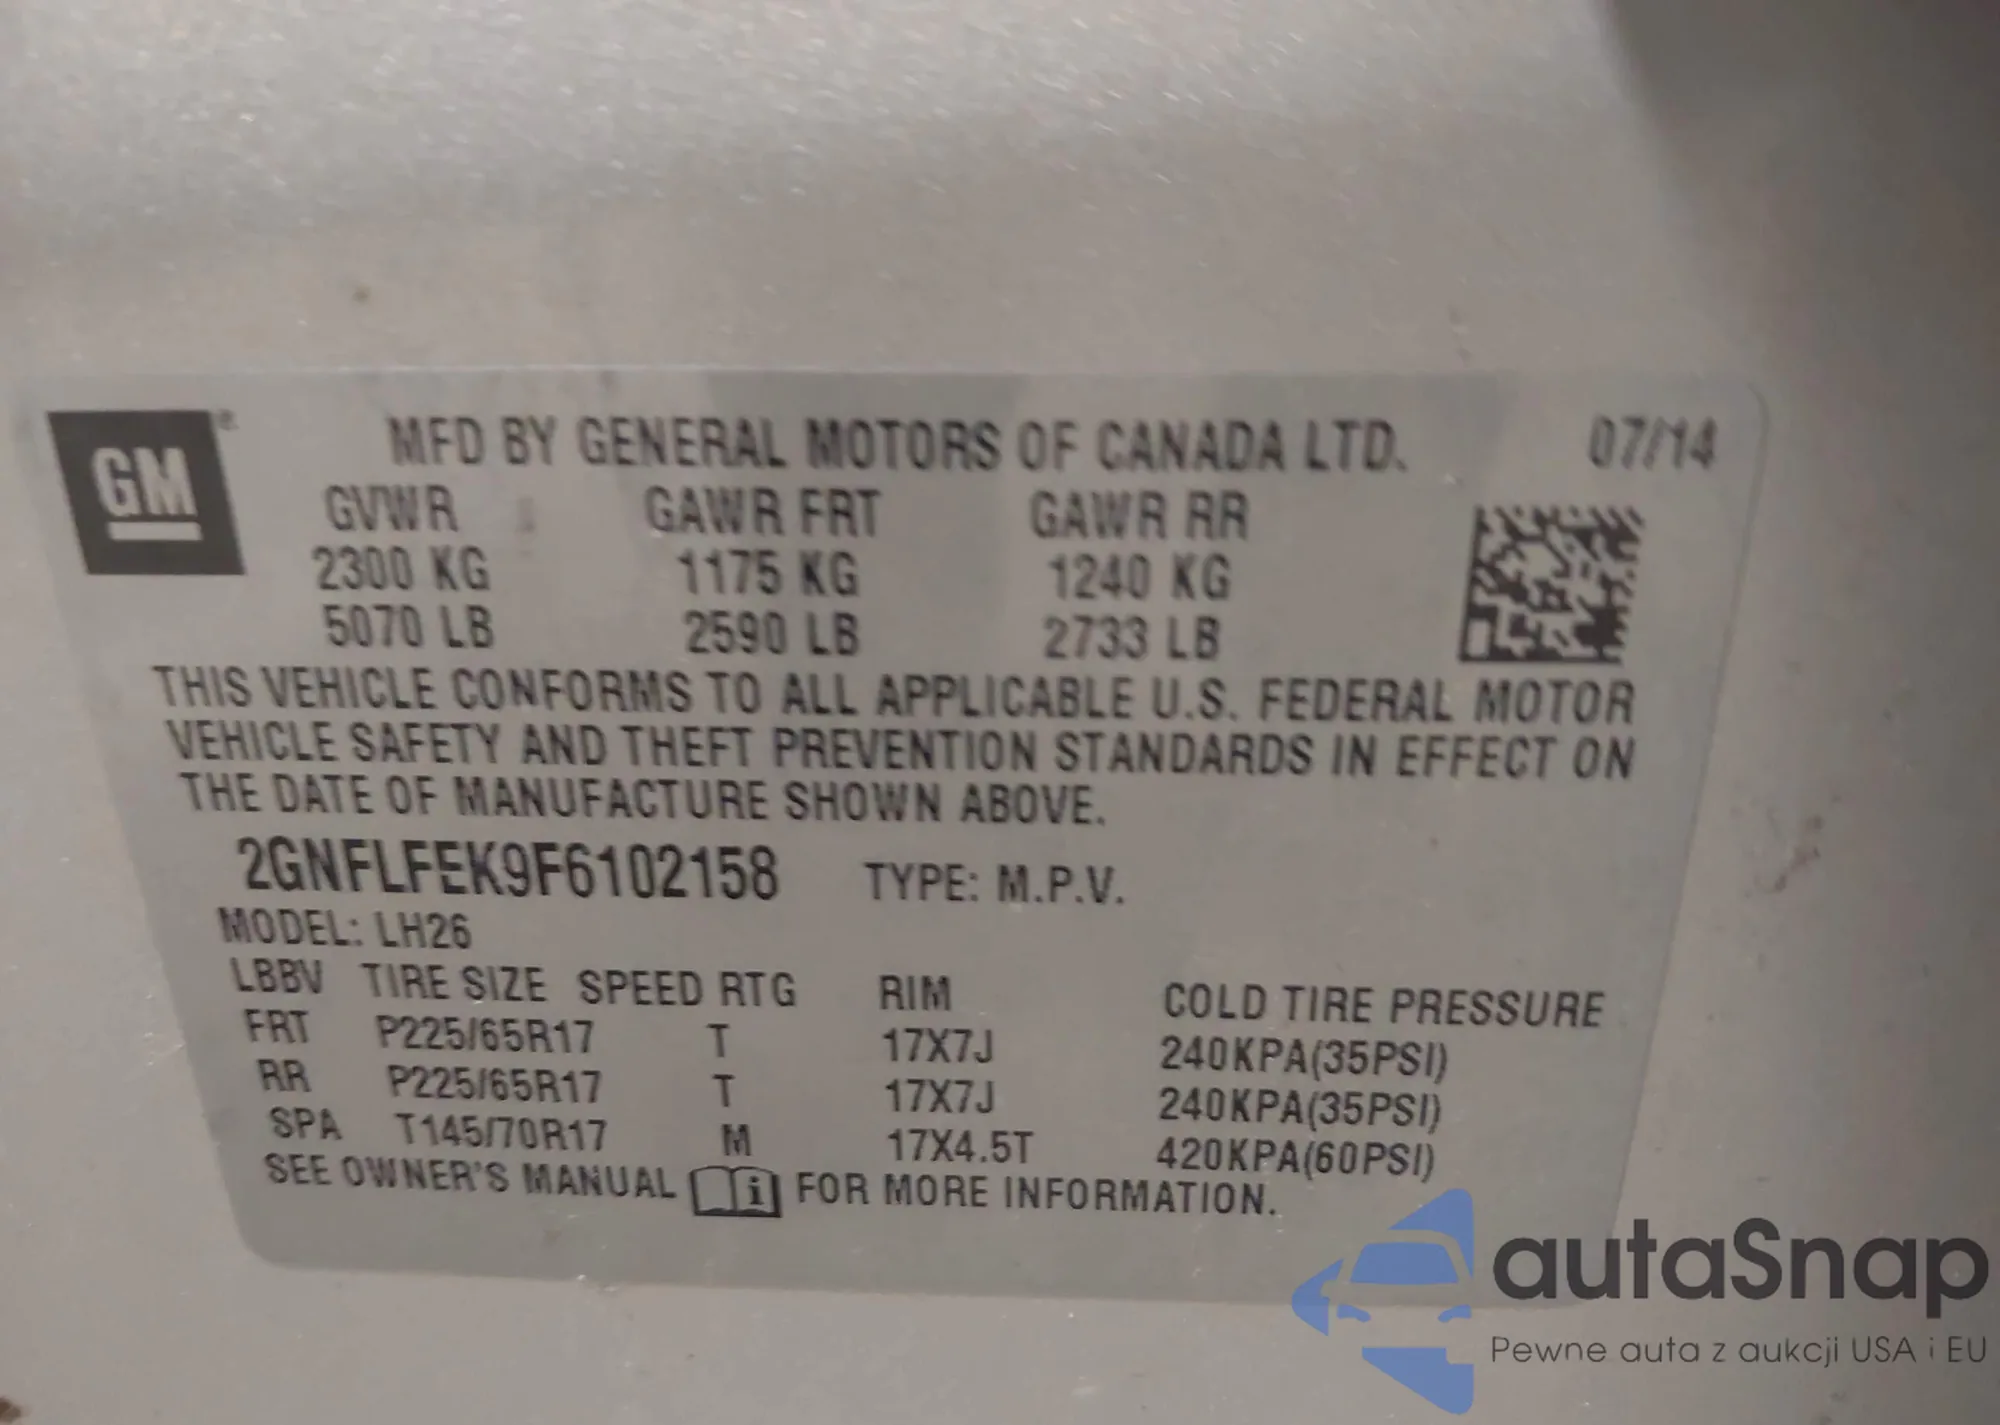 GM®
MFD BY GENERAL MOTORS OF CANADA LTD. 07/14
GVWR GAWR FRT GAWR RR
2300 KG 1175 KG 1240 KG
5070 LB 2590 LB 2733 LB
THIS VEHICLE CONFORMS TO ALL APPLICABLE U.S. FEDERAL MOTOR
VEHICLE SAFETY AND THEFT PREVENTION STANDARDS IN EFFECT ON
THE DATE OF MANUFACTURE SHOWN ABOVE.
2GNFLFEK9F6102158 TYPE: M.P.V.
MODEL: LH26
LBBV TIRE SIZE SPEED RTG RIM COLD TIRE PRESSURE
FRT P225/65R17 T 17X7J 240KPA(35PSI)
RR P225/65R17 T 17X7J 240KPA(35PSI)
SPA T145/70R17 M 17X4.5T 420KPA(60PSI)
SEE OWNER'S MANUAL i FOR MORE INFORMATION.
autaSnap
Pewne auta z aukcji USA i EU